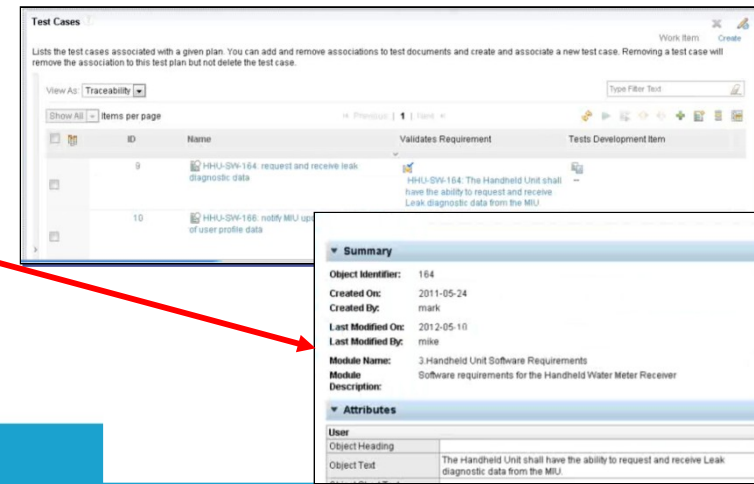 Test Cases
Work Item Create
Lists the test cases associated with a given plan. You can add and remove associations to test documents and create and associate a new test case. Removing a test case will
remove the association to this test plan but not delete the test case.
View As: Traceability
Type Filter Text
Show All Items per page
Previous | 1 | Next
ID Name Validates Requirement Tests Development Item
9 HHU-SW-164: request and receive leak
diagnostic data
HHU-SW-164: The Handheld Unit shall
have the ability to request and receive
Leak diagnostic data from the MIU.
--
10 HHU-SW-166: notify MIU
of user profile data
Summary
Object Identifier: 164
Created On: 2011-05-24
Created By: mark
Last Modified On: 2012-05-10
Last Modified By: mike
Module Name: 3.Handheld Unit Software Requirements
Module
Description: Software requirements for the Handheld Water Meter Receiver
Attributes
User
Object Heading
Object Text The Handheld Unit shall have the ability to request and receive Leak
diagnostic data from the MIU.